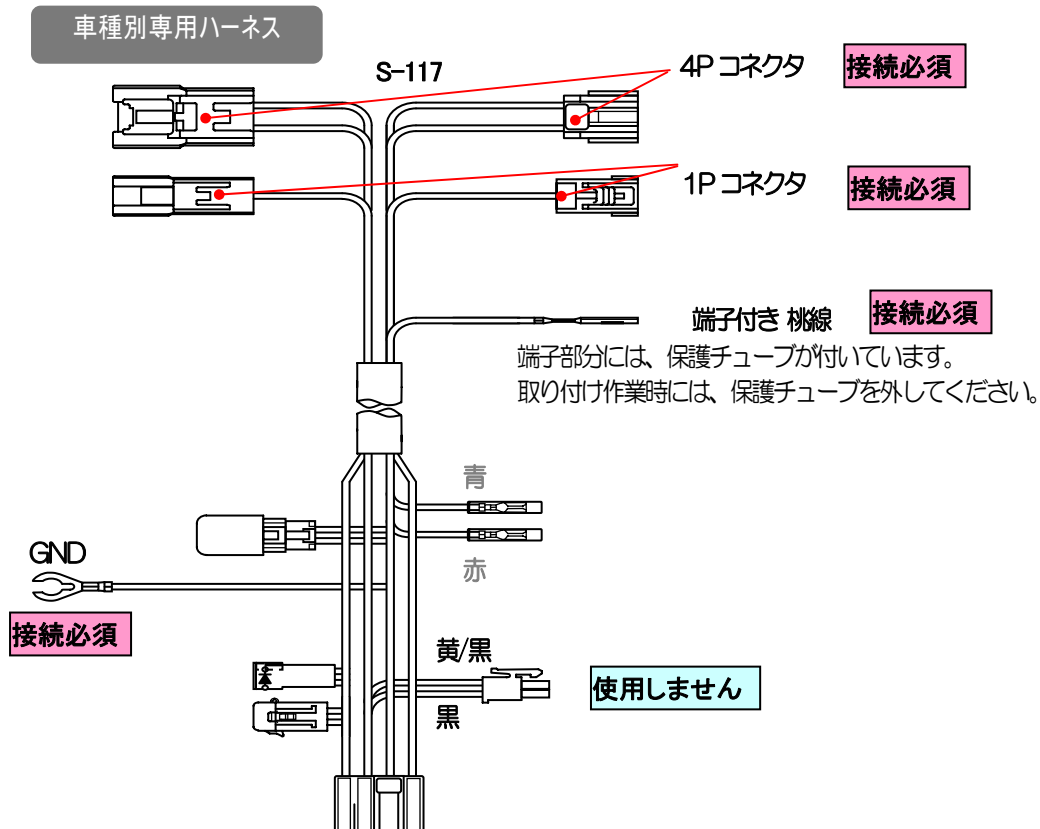 車種別専用ハーネス
S-117
4P コネクタ 接続必須
1P コネクタ 接続必須
端子付き 桃線 接続必須
端子部分には、保護チューブが付いています。
取り付け作業時には、保護チューブを外してください。
青
赤
GND
接続必須
黄/黒
使用しません
黒